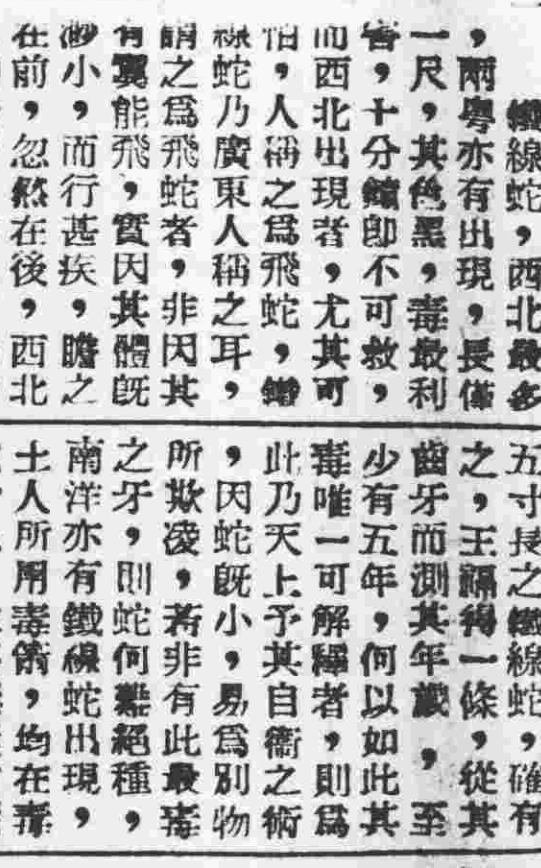 鐵線蛇，西北最多
，兩粵亦有出現，長僅
一尺，其色黑，毒最利
害，十分鐘即不可救，
而西北出現者，尤其可
怕，人稱之為飛蛇，鐵
線蛇乃廣東人稱之耳，
謂之為飛蛇者，非因其
有翼能飛，實因其體旣
渺小，而行甚疾，瞻之
在前，忽然在後，西北
五寸長之鐵線蛇，確有
之，王福得一條，從其
齒牙而測其年歲，至
少有五年，何以如此其
毒唯一可解釋者，則為
此乃天上予其自衞之術
，因蛇旣小，易為別物
所欺凌，若非有此最毒
之牙，則蛇何難絕種，
南洋亦有鐵線蛇出現，
土人所用毒箭，均在毒